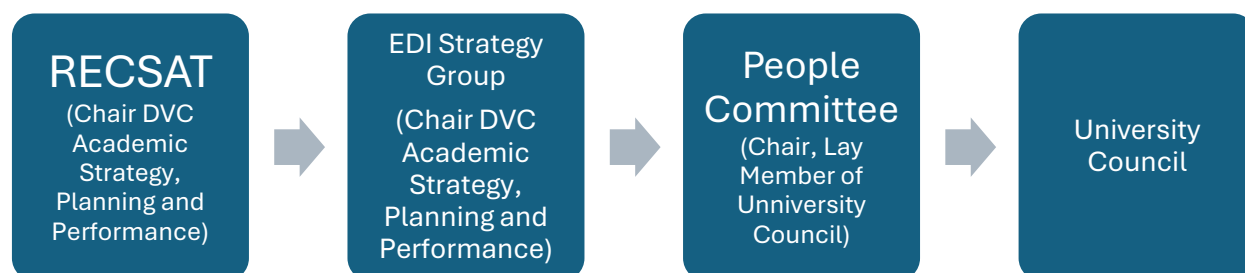 RECSAT
(Chair DVC
Academic
Strategy,
Planning and
Performance)
EDI Strategy
Group
(Chair DVC
Academic
Strategy,
Planning and
Performance)
People
Committee
(Chair, Lay
Member of
Unniversity
Council)
University
Council